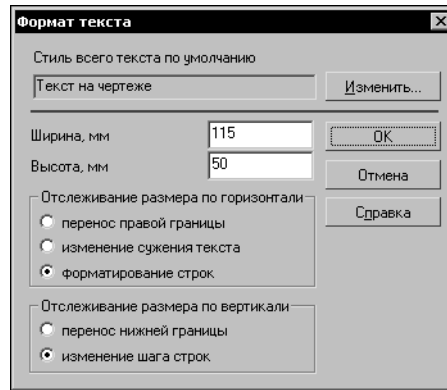 Формат текста
Стиль всего текста по умолчанию
Текст на чертеже
Изменить...
Ширина, мм 115
OK
Высота, мм 50
Отмена
Отслеживание размера по горизонтали
Справка
перенос правой границы
изменение сужения текста
форматирование строк
Отслеживание размера по вертикали
перенос нижней границы
изменение шага строк